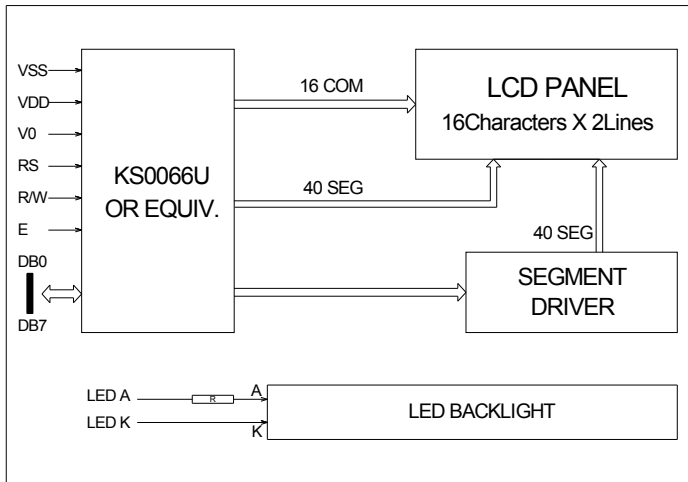 VSS
VDD
V0
RS
R/W
E
DB0
DB7
KS0066U
OR EQUIV.
16 COM
40 SEG
LCD PANEL
16Characters X 2Lines
40 SEG
SEGMENT
DRIVER
LED A
R
A
LED K
K
LED BACKLIGHT